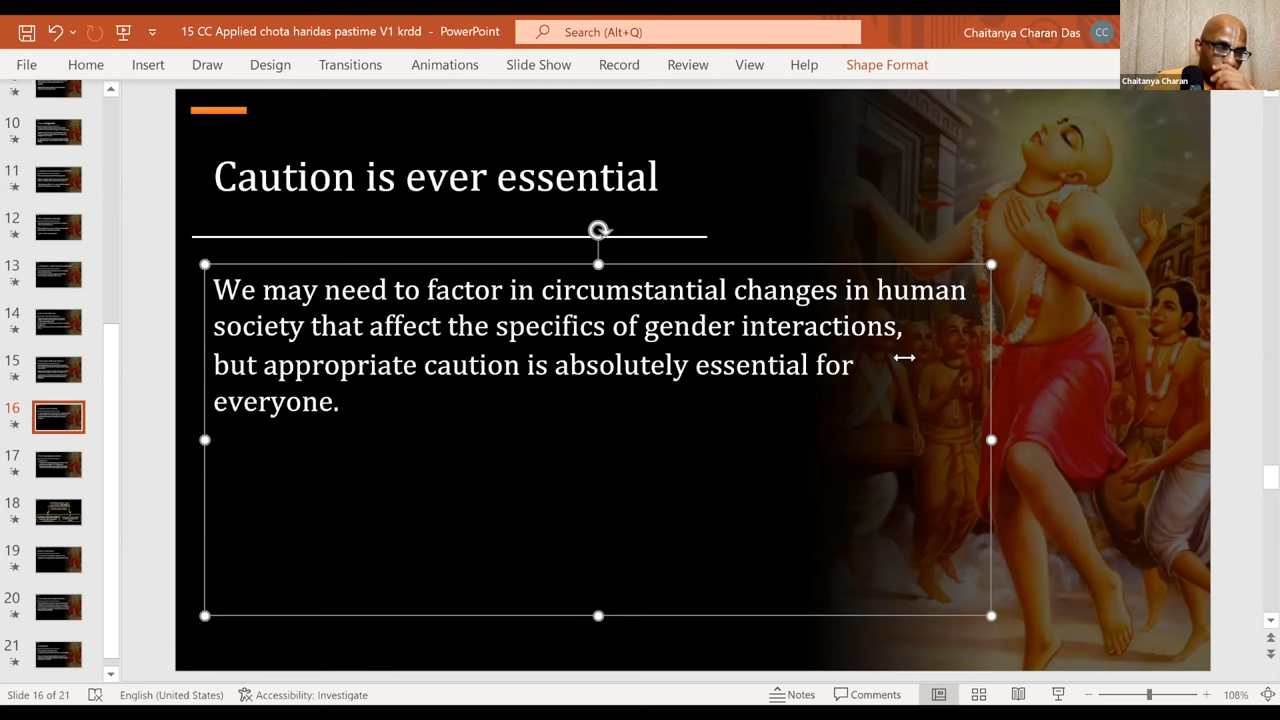 15 CC Applied chota haridas pastime V1 krdd - PowerPoint
Search (Alt+Q)
Chaitanya Charan Das
CC
File
Home
Insert
Draw
Design
Transitions
Animations
Slide Show
Record
Review
View
Help
Shape Format
Chaitanya Charan
10
11
12
13
14
15
16
17
18
19
20
21
Caution is ever essential
We may need to factor in circumstantial changes in human
society that affect the specifics of gender interactions,
but appropriate caution is absolutely essential for
everyone.
Slide 16 of 21
English (United States)
Accessibility: Investigate
Notes
Comments
108%